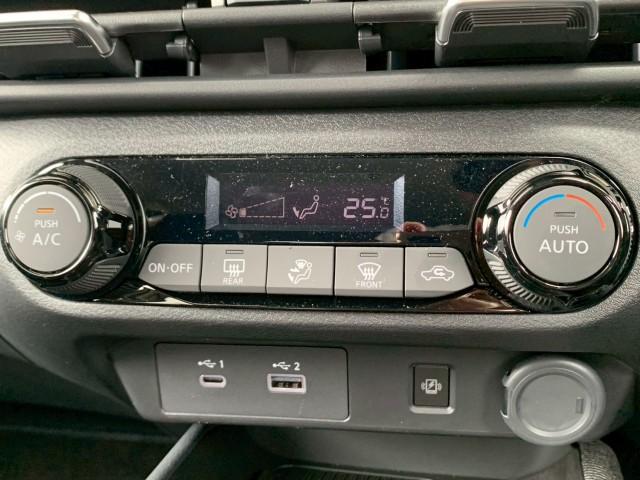 PUSH
A/C
25.0
°C
PUSH
AUTO
ON·OFF
REAR
FRONT
1
2